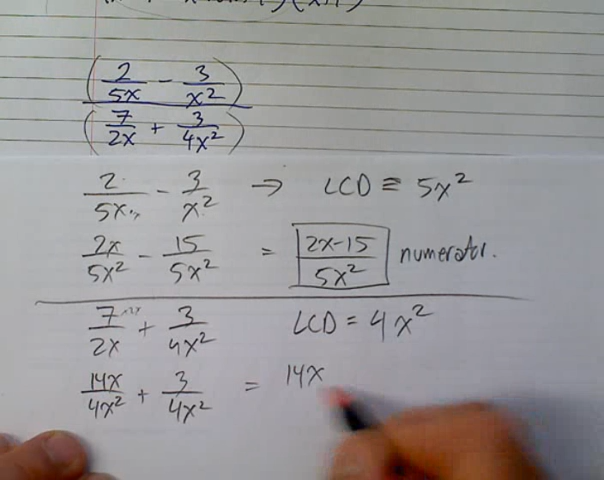 (2/5x - 3/x²)
(7/2x + 3/4x²)
2/5x - 3/x² → LCD = 5x²
2x/5x² - 15/5x² = 2x-15/5x² numerator.
7/2x + 3/4x² LCD = 4x²
14x/4x² + 3/4x² = 14x